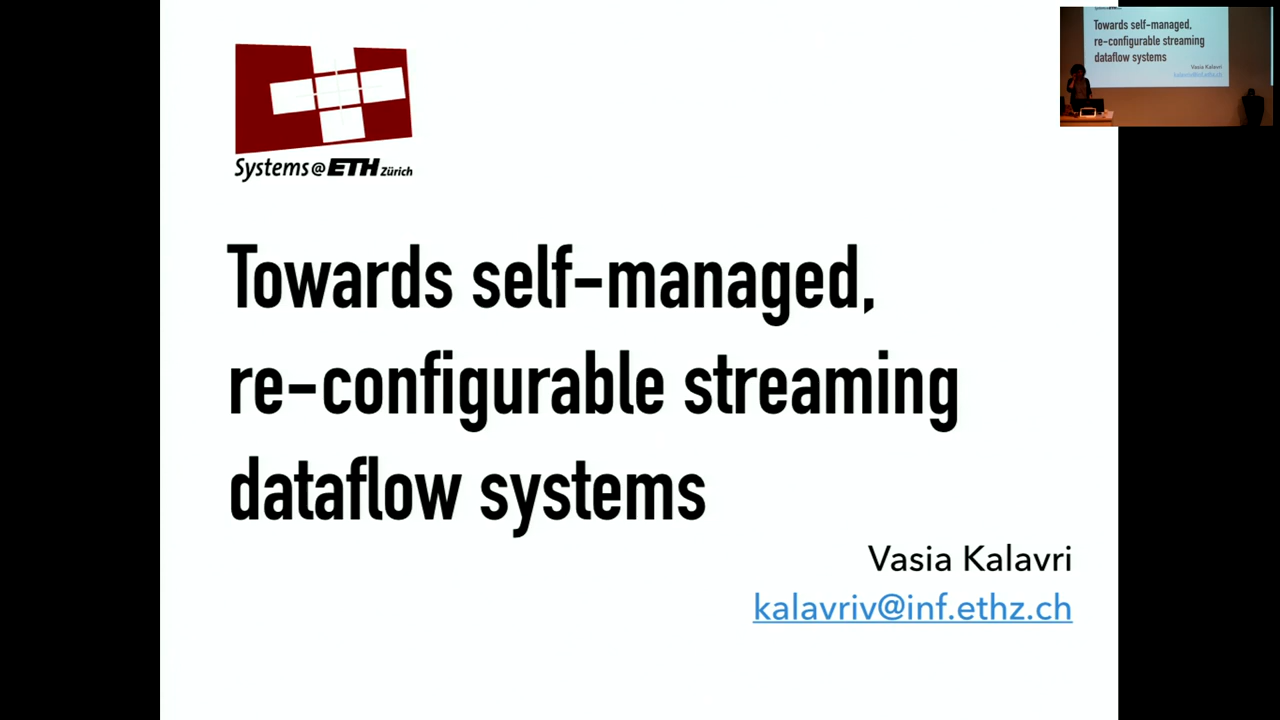 Systems@ETH Zürich
Towards self-managed,
re-configurable streaming
dataflow systems
Vasia Kalavri
kalavriv@inf.ethz.ch
Towards self-managed,
re-configurable streaming
dataflow systems
Vasia Kalavri
kalavriv@inf.ethz.ch